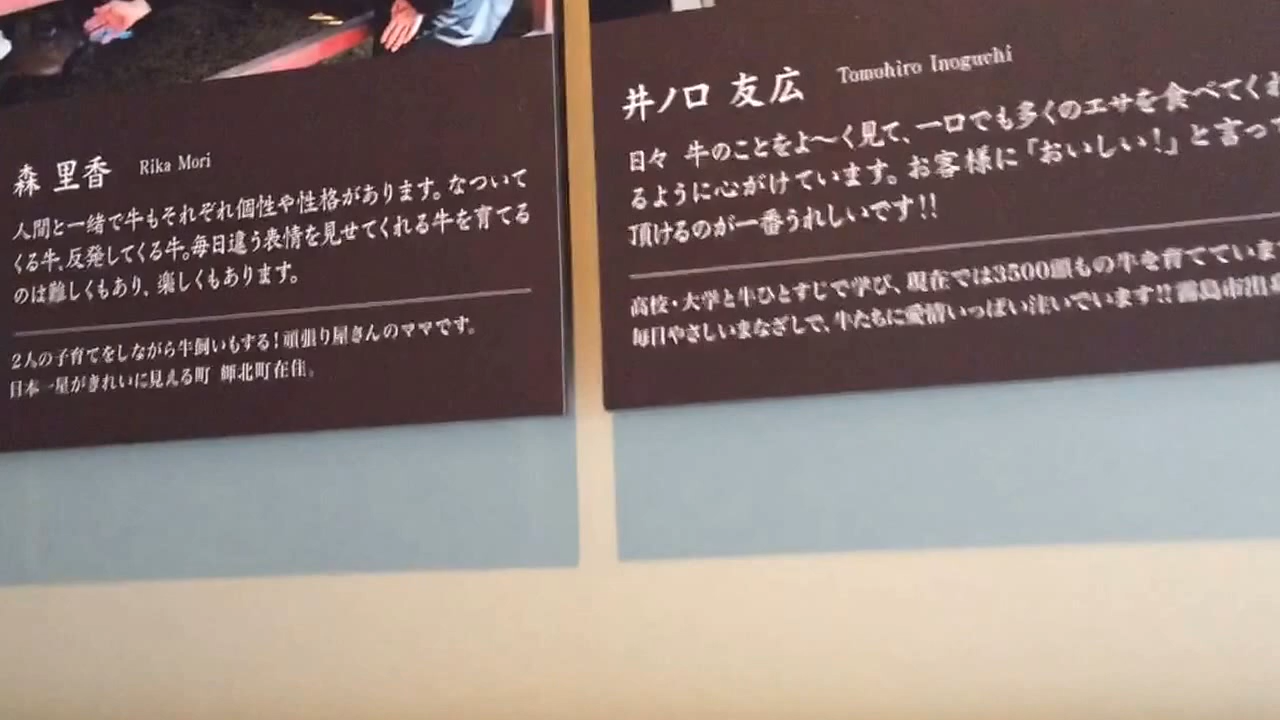 森 里香 Rika Mori
人間と一緒で牛もそれぞれ個性や性格があります。なついて
くる牛、反発してくる牛。毎日違う表情を見せてくれる牛を育てる
のは難しくもあり、楽しくもあります。
2人の子育てをしながら牛飼いもする！頑張り屋さんのママです。
日本一星がきれいに見える町 輝北町在住。
井ノ口 友広 Tomohiro Inoguchi
日々 牛のことをよ～く見て、一口でも多くのエサを食べてくれ
るように心がけています。お客様に「おいしい！」と言って
頂けるのが一番うれしいです!!
高校・大学と牛ひとすじで学び、現在では3500頭もの牛を育てていま
毎日やさしいまなざしで、牛たちに愛情いっぱい注いでいます!!霧島市出